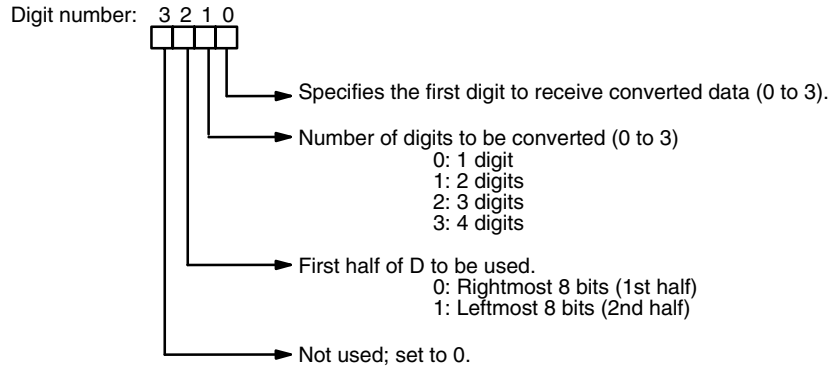 Digit number: 3 2 1 0
Specifies the first digit to receive converted data (0 to 3).
Number of digits to be converted (0 to 3)
0: 1 digit
1: 2 digits
2: 3 digits
3: 4 digits
First half of D to be used.
0: Rightmost 8 bits (1st half)
1: Leftmost 8 bits (2nd half)
Not used; set to 0.